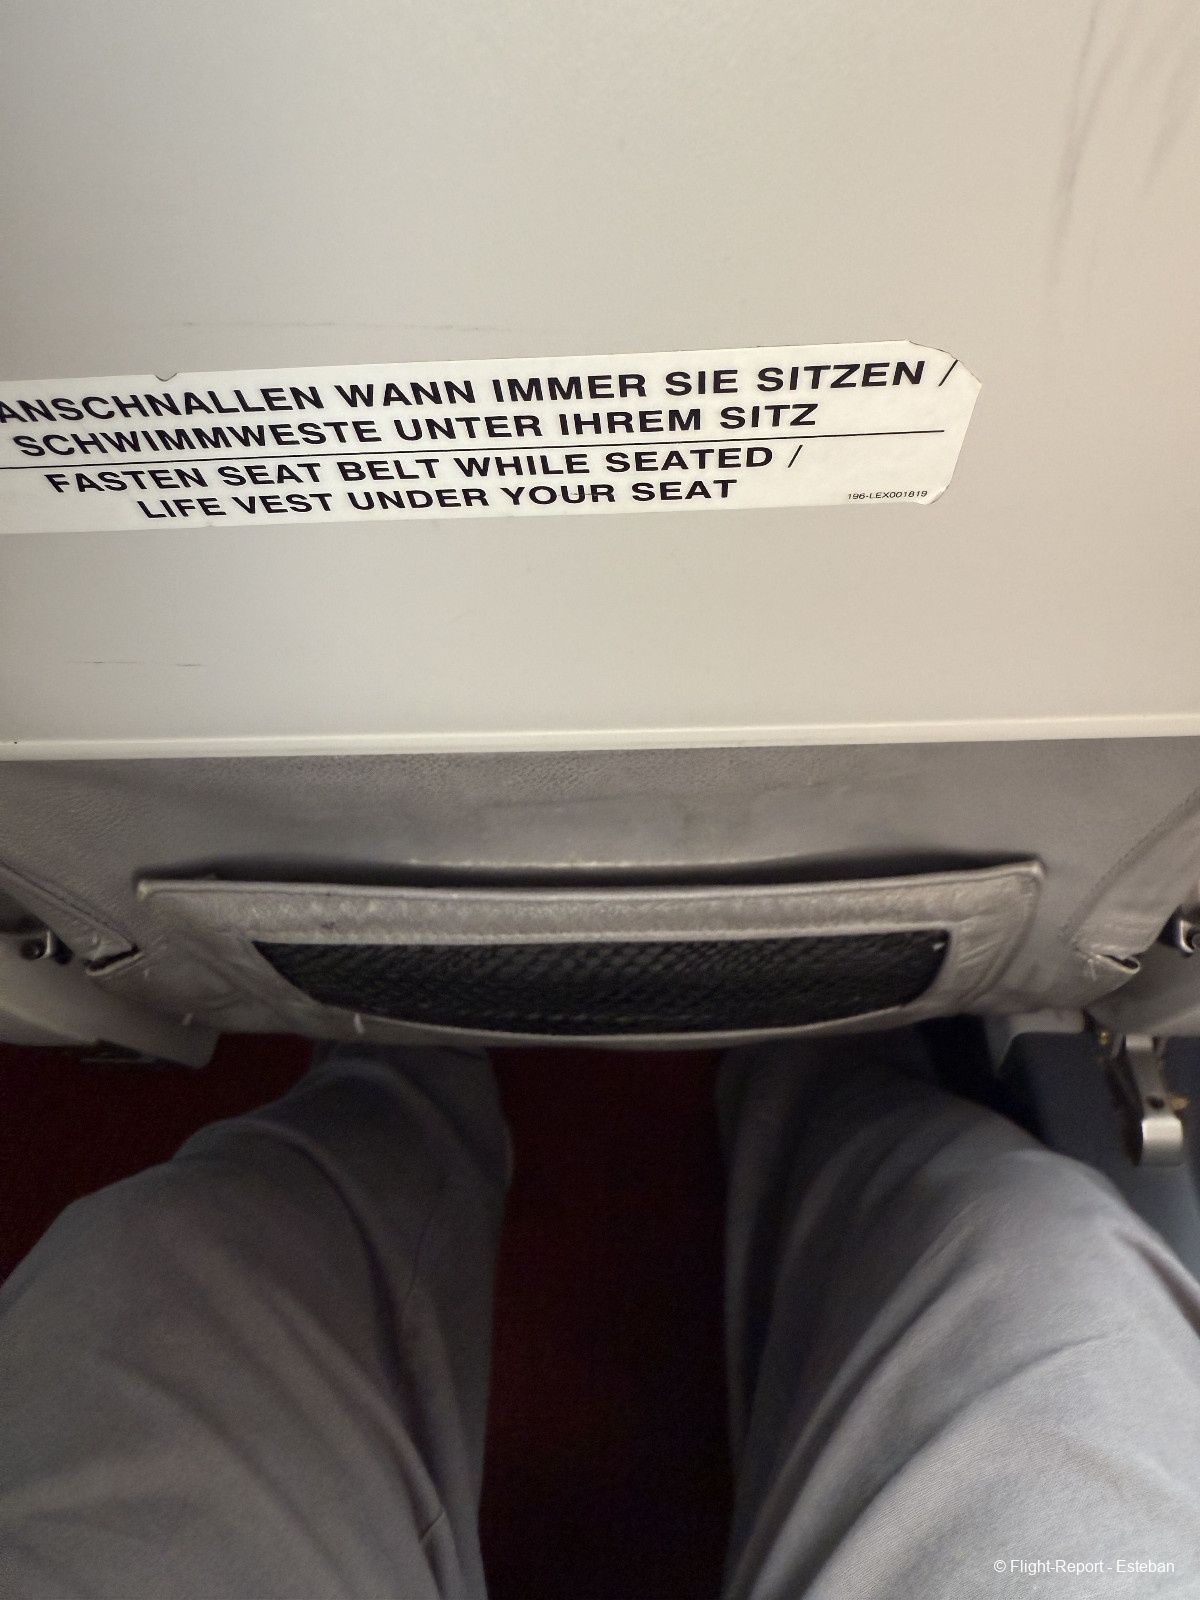 ANSCHNALLEN WANN IMMER SIE SITZEN /
SCHWIMMWESTE UNTER IHREM SITZ
FASTEN SEAT BELT WHILE SEATED /
LIFE VEST UNDER YOUR SEAT
196-LEX001819
© Flight-Report - Esteban